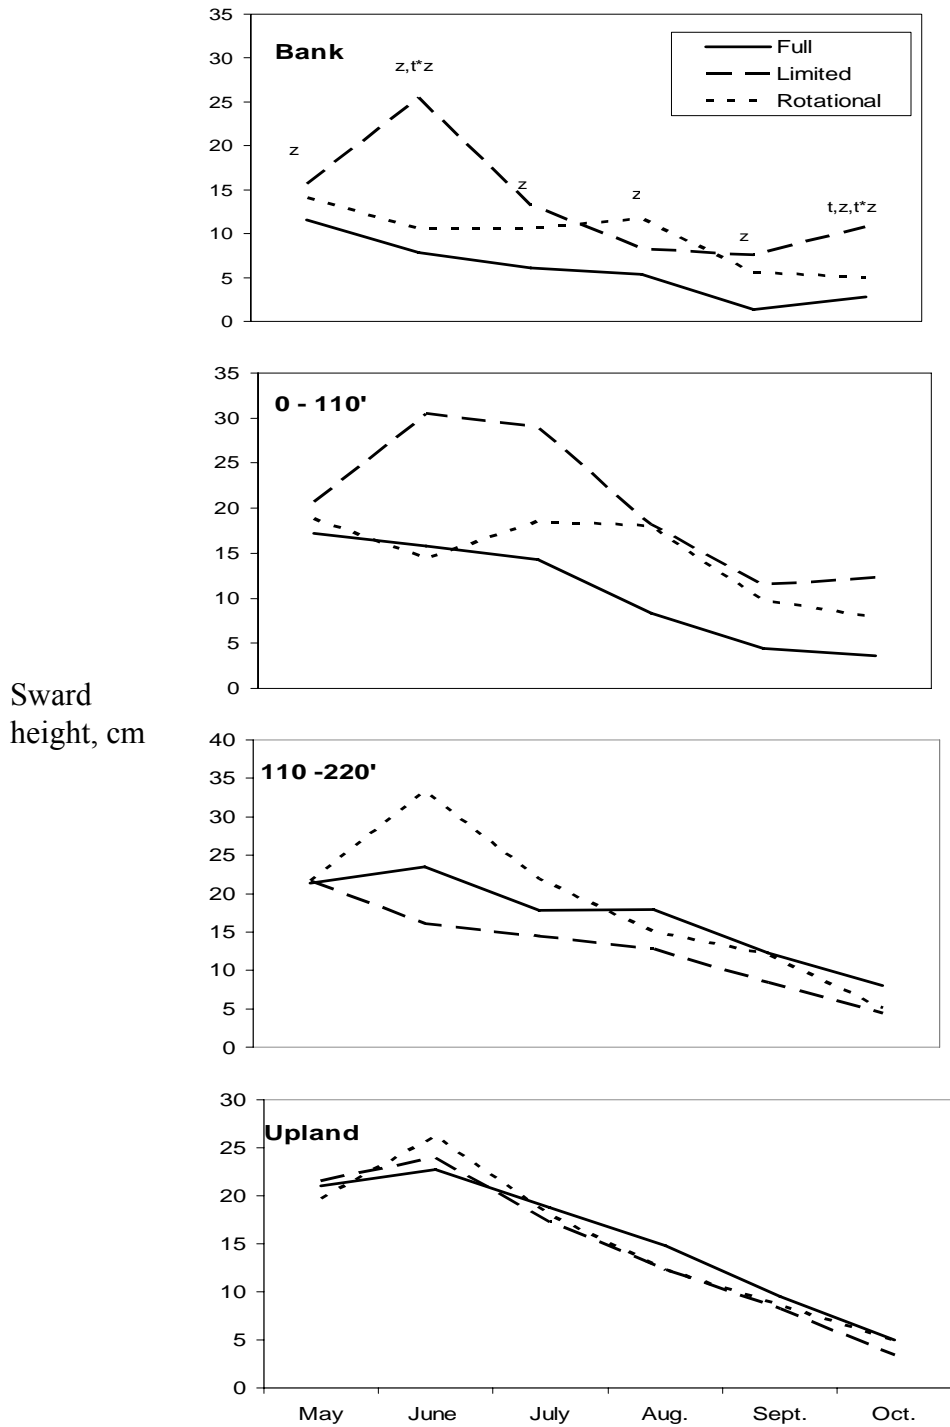 35
30
25
20
15
10
5
0
Bank
z
z,t*z
z
z
z
t,z,t*z
Full
Limited
Rotational
35
30
25
20
15
10
5
0
0 - 110'
Sward
height, cm
40
35
30
25
20
15
10
5
0
110 -220'
30
25
20
15
10
5
0
Upland
May June July Aug. Sept. Oct.